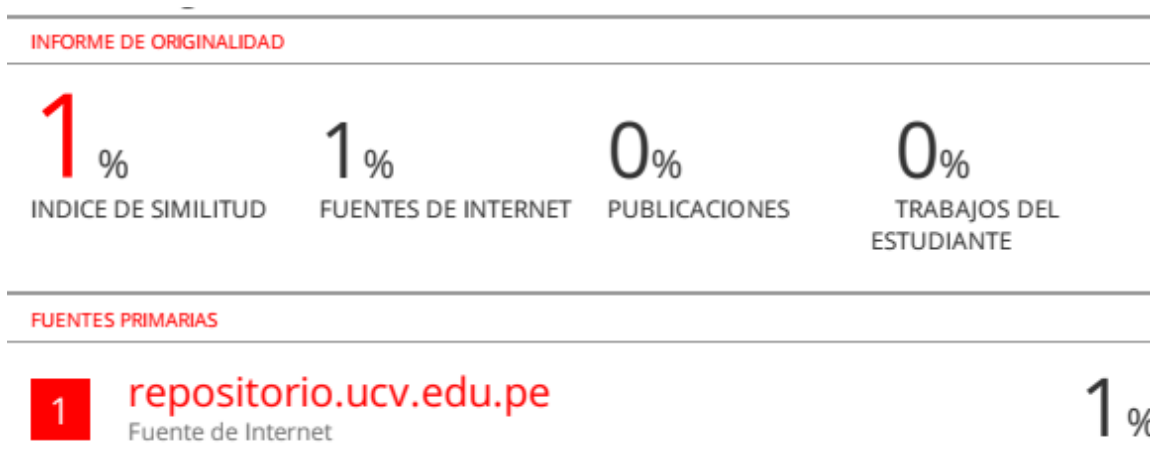 INFORME DE ORIGINALIDAD
1 % 1% 0% 0%
INDICE DE SIMILITUD FUENTES DE INTERNET PUBLICACIONES TRABAJOS DEL
ESTUDIANTE
FUENTES PRIMARIAS
1 repositorio.ucv.edu.pe 1%
Fuente de Internet